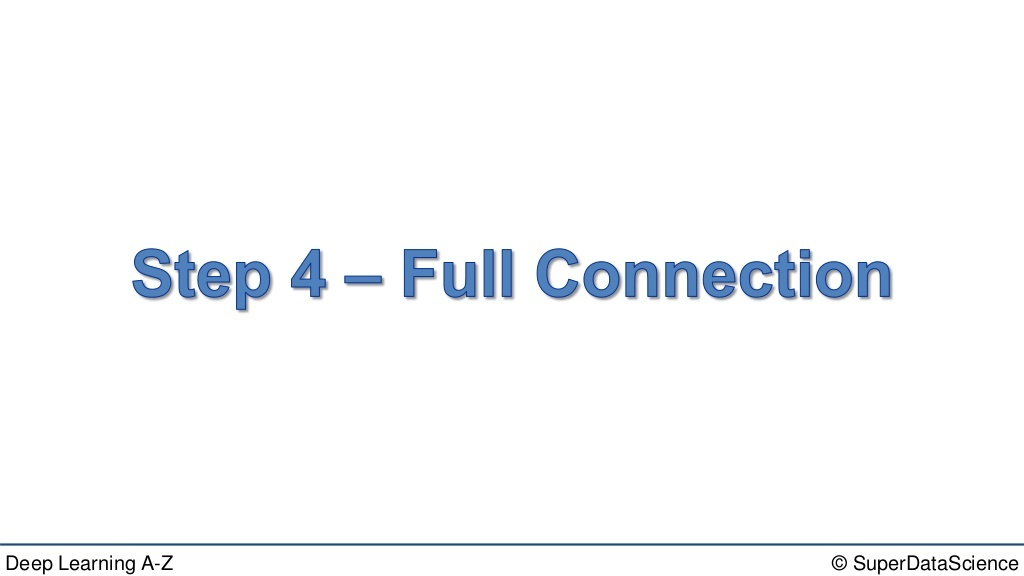 Step 4 – Full Connection
Deep Learning A-Z
© SuperDataScience